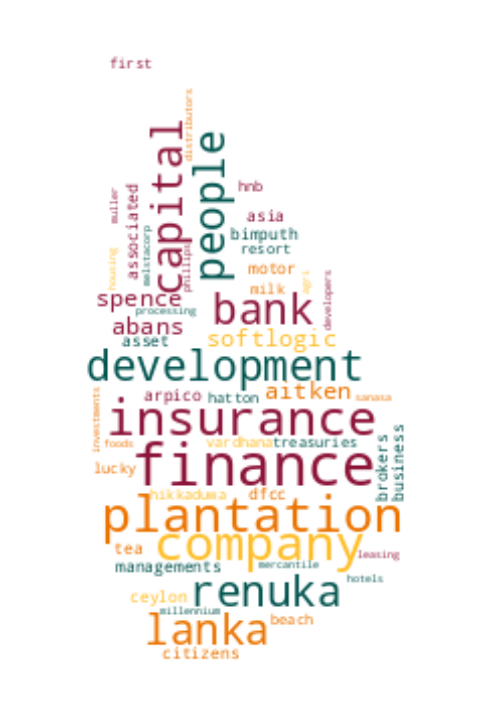 first
distributors
capital
people
muller
associated
hnb
asia
melstacorp
bimputh
resort
housing
phillips
motor
agri
milk
developers
spence
processing
bank
abans
asset
softlogic
development
investments
arpico
hatton
aitken
sanasa
insurance
foods
vardhana
treasuries
brokers
business
lucky
finance
hikkaduwa
dfcc
plantation
tea
company
leasing
managements
mercantile
hotels
renuka
ceylon
millennium
lanka
beach
citizens